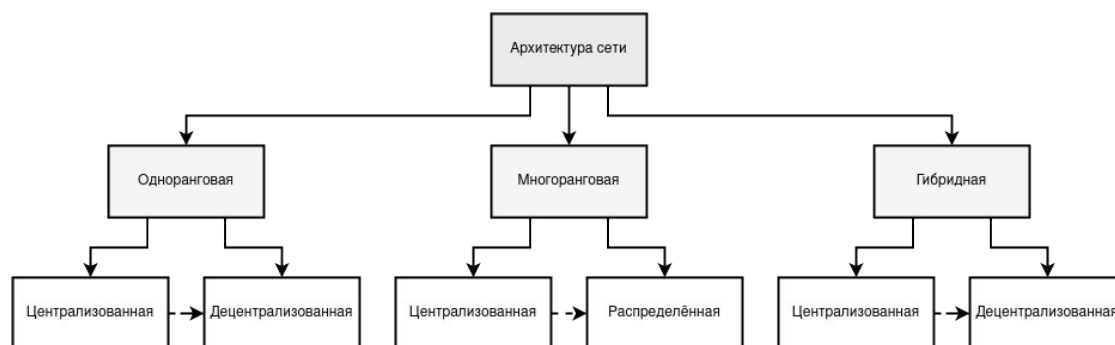 Архитектура сети
Одноранговая
Многоранговая
Гибридная
Централизованная
Децентрализованная
Централизованная
Распределённая
Централизованная
Децентрализованная